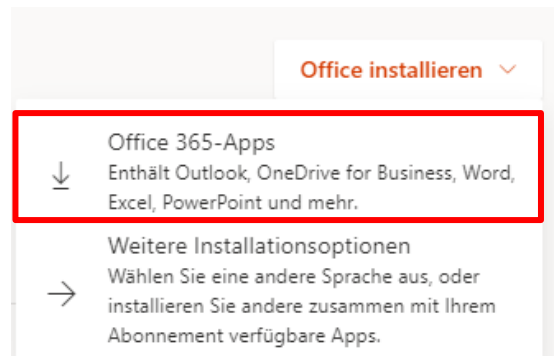 Office installieren
Office 365-Apps
Enthält Outlook, OneDrive for Business, Word,
Excel, PowerPoint und mehr.
Weitere Installationsoptionen
Wählen Sie eine andere Sprache aus, oder
installieren Sie andere zusammen mit Ihrem
Abonnement verfügbare Apps.